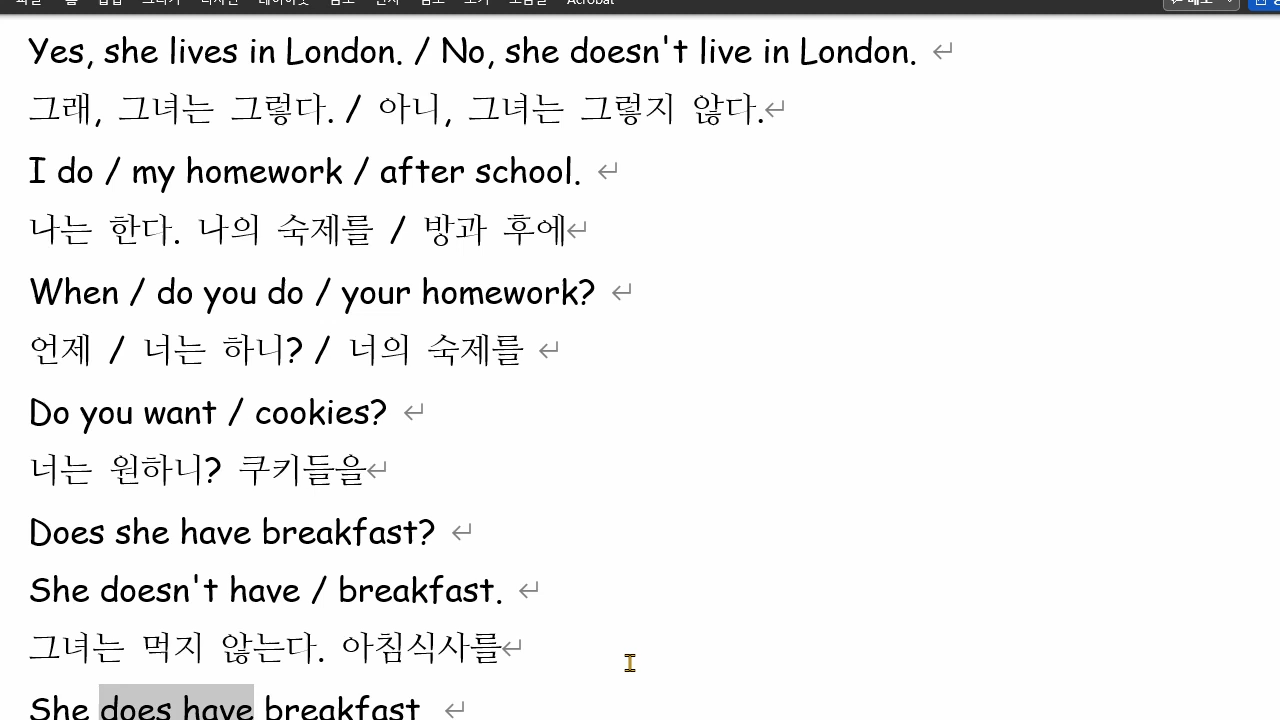 Acrobat
Yes, she lives in London. / No, she doesn't live in London.
그래, 그녀는 그렇다. / 아니, 그녀는 그렇지 않다.
I do / my homework / after school.
나는 한다. 나의 숙제를 / 방과 후에
When / do you do / your homework?
언제 / 너는 하니? / 너의 숙제를
Do you want / cookies?
너는 원하니? 쿠키들을
Does she have breakfast?
She doesn't have / breakfast.
그녀는 먹지 않는다. 아침식사를
She does have breakfast